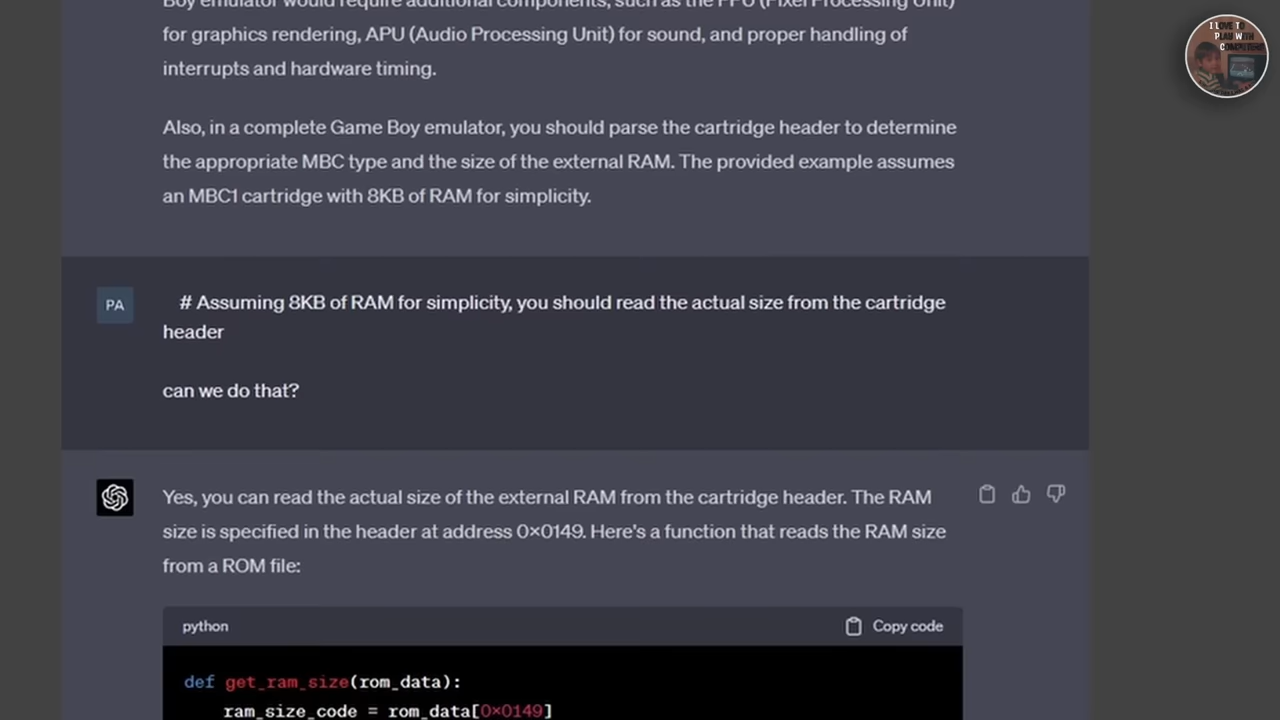 Boy emulator would require additional components, such as the PPU (Pixel Processing Unit)
for graphics rendering, APU (Audio Processing Unit) for sound, and proper handling of
interrupts and hardware timing.
Also, in a complete Game Boy emulator, you should parse the cartridge header to determine
the appropriate MBC type and the size of the external RAM. The provided example assumes
an MBC1 cartridge with 8KB of RAM for simplicity.
PA
# Assuming 8KB of RAM for simplicity, you should read the actual size from the cartridge
header
can we do that?
Yes, you can read the actual size of the external RAM from the cartridge header. The RAM
size is specified in the header at address 0x0149. Here's a function that reads the RAM size
from a ROM file:
python
Copy code
def get_ram_size(rom_data):
ram_size_code = rom_data[0x0149]
I LOVE TO
PLAY WITH
COMPUTERS